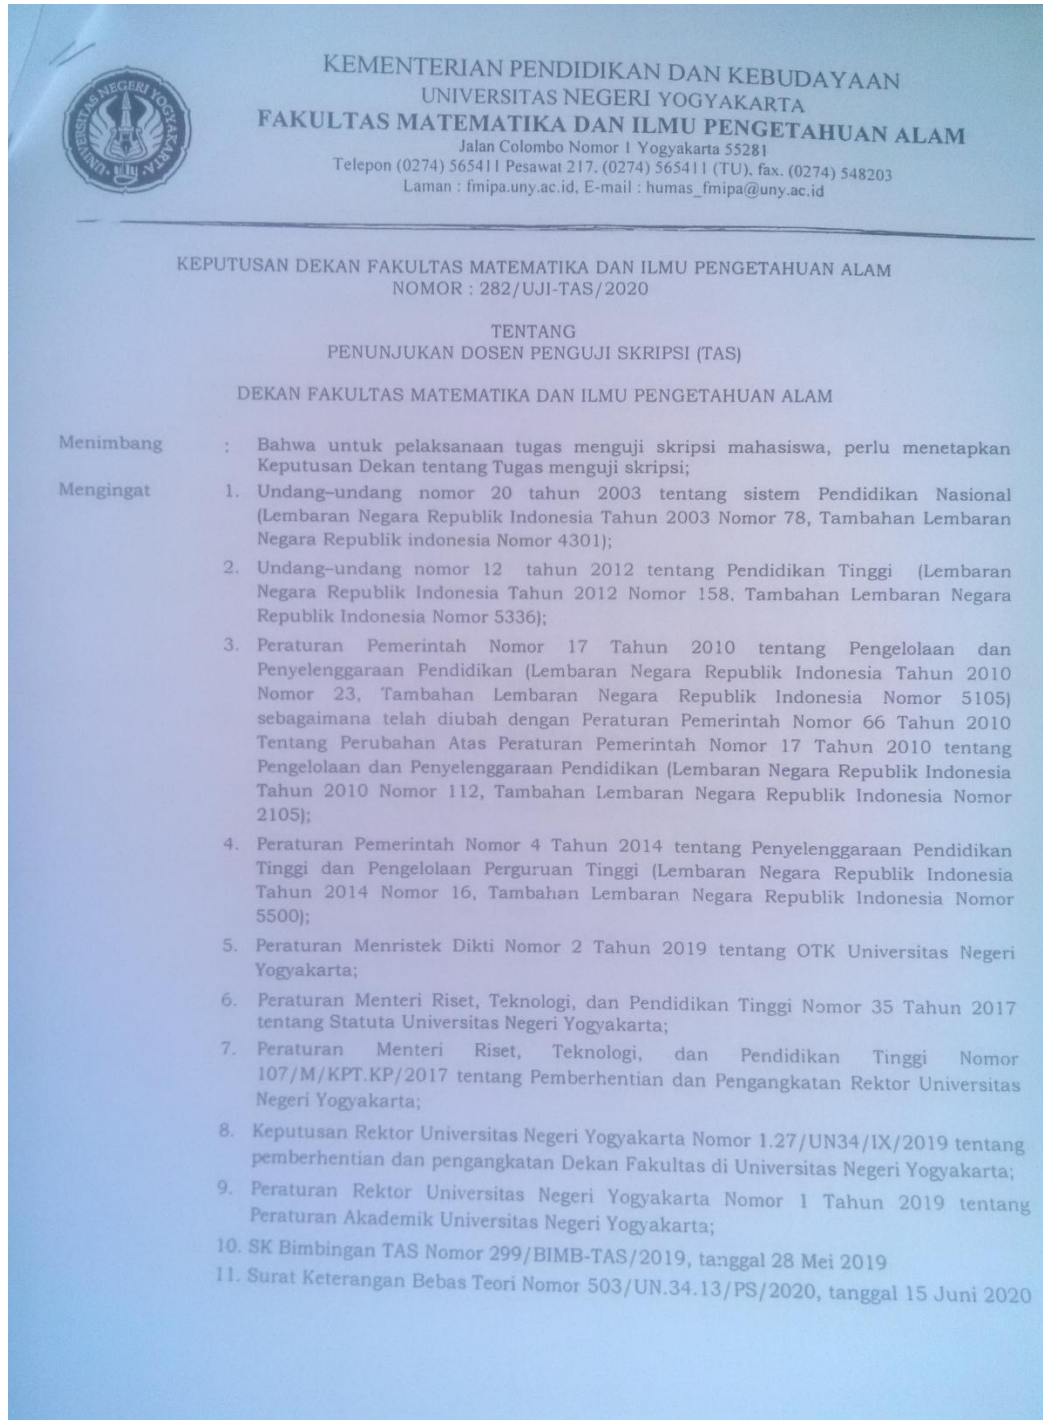 UNIVERSITAS NEGERI YOGYAKARTA
KEMENTERIAN PENDIDIKAN DAN KEBUDAYAAN
UNIVERSITAS NEGERI YOGYAKARTA
FAKULTAS MATEMATIKA DAN ILMU PENGETAHUAN ALAM
Jalan Colombo Nomor 1 Yogyakarta 55281
Telepon (0274) 565411 Pesawat 217, (0274) 565411 (TU), fax. (0274) 548203
Laman : fmipa.uny.ac.id, E-mail : humas_fmipa@uny.ac.id
KEPUTUSAN DEKAN FAKULTAS MATEMATIKA DAN ILMU PENGETAHUAN ALAM
NOMOR : 282/UJI-TAS/2020
TENTANG
PENUNJUKAN DOSEN PENGUJI SKRIPSI (TAS)
DEKAN FAKULTAS MATEMATIKA DAN ILMU PENGETAHUAN ALAM
Menimbang : Bahwa untuk pelaksanaan tugas menguji skripsi mahasiswa, perlu menetapkan
Keputusan Dekan tentang Tugas menguji skripsi;
Mengingat 1. Undang–undang nomor 20 tahun 2003 tentang sistem Pendidikan Nasional
(Lembaran Negara Republik Indonesia Tahun 2003 Nomor 78, Tambahan Lembaran
Negara Republik indonesia Nomor 4301);
2. Undang–undang nomor 12 tahun 2012 tentang Pendidikan Tinggi (Lembaran
Negara Republik Indonesia Tahun 2012 Nomor 158, Tambahan Lembaran Negara
Republik Indonesia Nomor 5336);
3. Peraturan Pemerintah Nomor 17 Tahun 2010 tentang Pengelolaan dan
Penyelenggaraan Pendidikan (Lembaran Negara Republik Indonesia Tahun 2010
Nomor 23, Tambahan Lembaran Negara Republik Indonesia Nomor 5105)
sebagaimana telah diubah dengan Peraturan Pemerintah Nomor 66 Tahun 2010
Tentang Perubahan Atas Peraturan Pemerintah Nomor 17 Tahun 2010 tentang
Pengelolaan dan Penyelenggaraan Pendidikan (Lembaran Negara Republik Indonesia
Tahun 2010 Nomor 112, Tambahan Lembaran Negara Republik Indonesia Nomor
2105);
4. Peraturan Pemerintah Nomor 4 Tahun 2014 tentang Penyelenggaraan Pendidikan
Tinggi dan Pengelolaan Perguruan Tinggi (Lembaran Negara Republik Indonesia
Tahun 2014 Nomor 16, Tambahan Lembaran Negara Republik Indonesia Nomor
5500);
5. Peraturan Menristek Dikti Nomor 2 Tahun 2019 tentang OTK Universitas Negeri
Yogyakarta;
6. Peraturan Menteri Riset, Teknologi, dan Pendidikan Tinggi Nomor 35 Tahun 2017
tentang Statuta Universitas Negeri Yogyakarta;
7. Peraturan Menteri Riset, Teknologi, dan Pendidikan Tinggi Nomor
107/M/KPT.KP/2017 tentang Pemberhentian dan Pengangkatan Rektor Universitas
Negeri Yogyakarta;
8. Keputusan Rektor Universitas Negeri Yogyakarta Nomor 1.27/UN34/IX/2019 tentang
pemberhentian dan pengangkatan Dekan Fakultas di Universitas Negeri Yogyakarta;
9. Peraturan Rektor Universitas Negeri Yogyakarta Nomor 1 Tahun 2019 tentang
Peraturan Akademik Universitas Negeri Yogyakarta;
10. SK Bimbingan TAS Nomor 299/BIMB-TAS/2019, tanggal 28 Mei 2019
11. Surat Keterangan Bebas Teori Nomor 503/UN.34.13/PS/2020, tanggal 15 Juni 2020